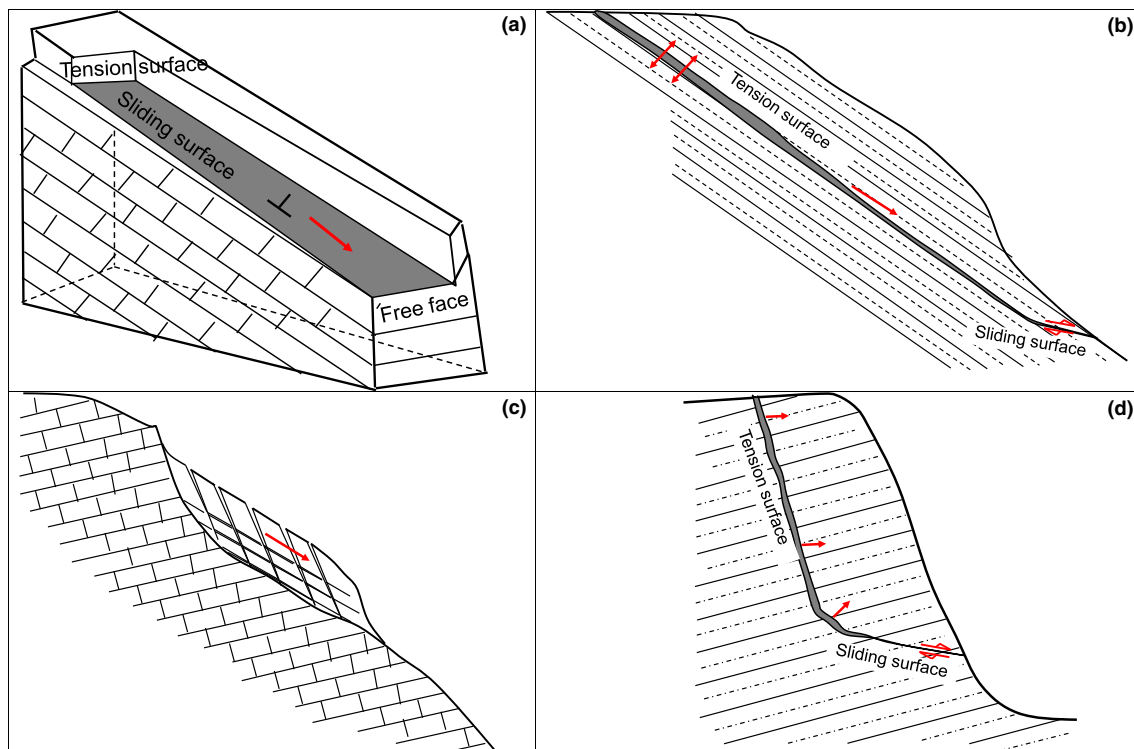 (a)
Tension surface
Sliding surface
Free face
(b)
Tension surface
Sliding surface
(c)
(d)
Tension surface
Sliding surface